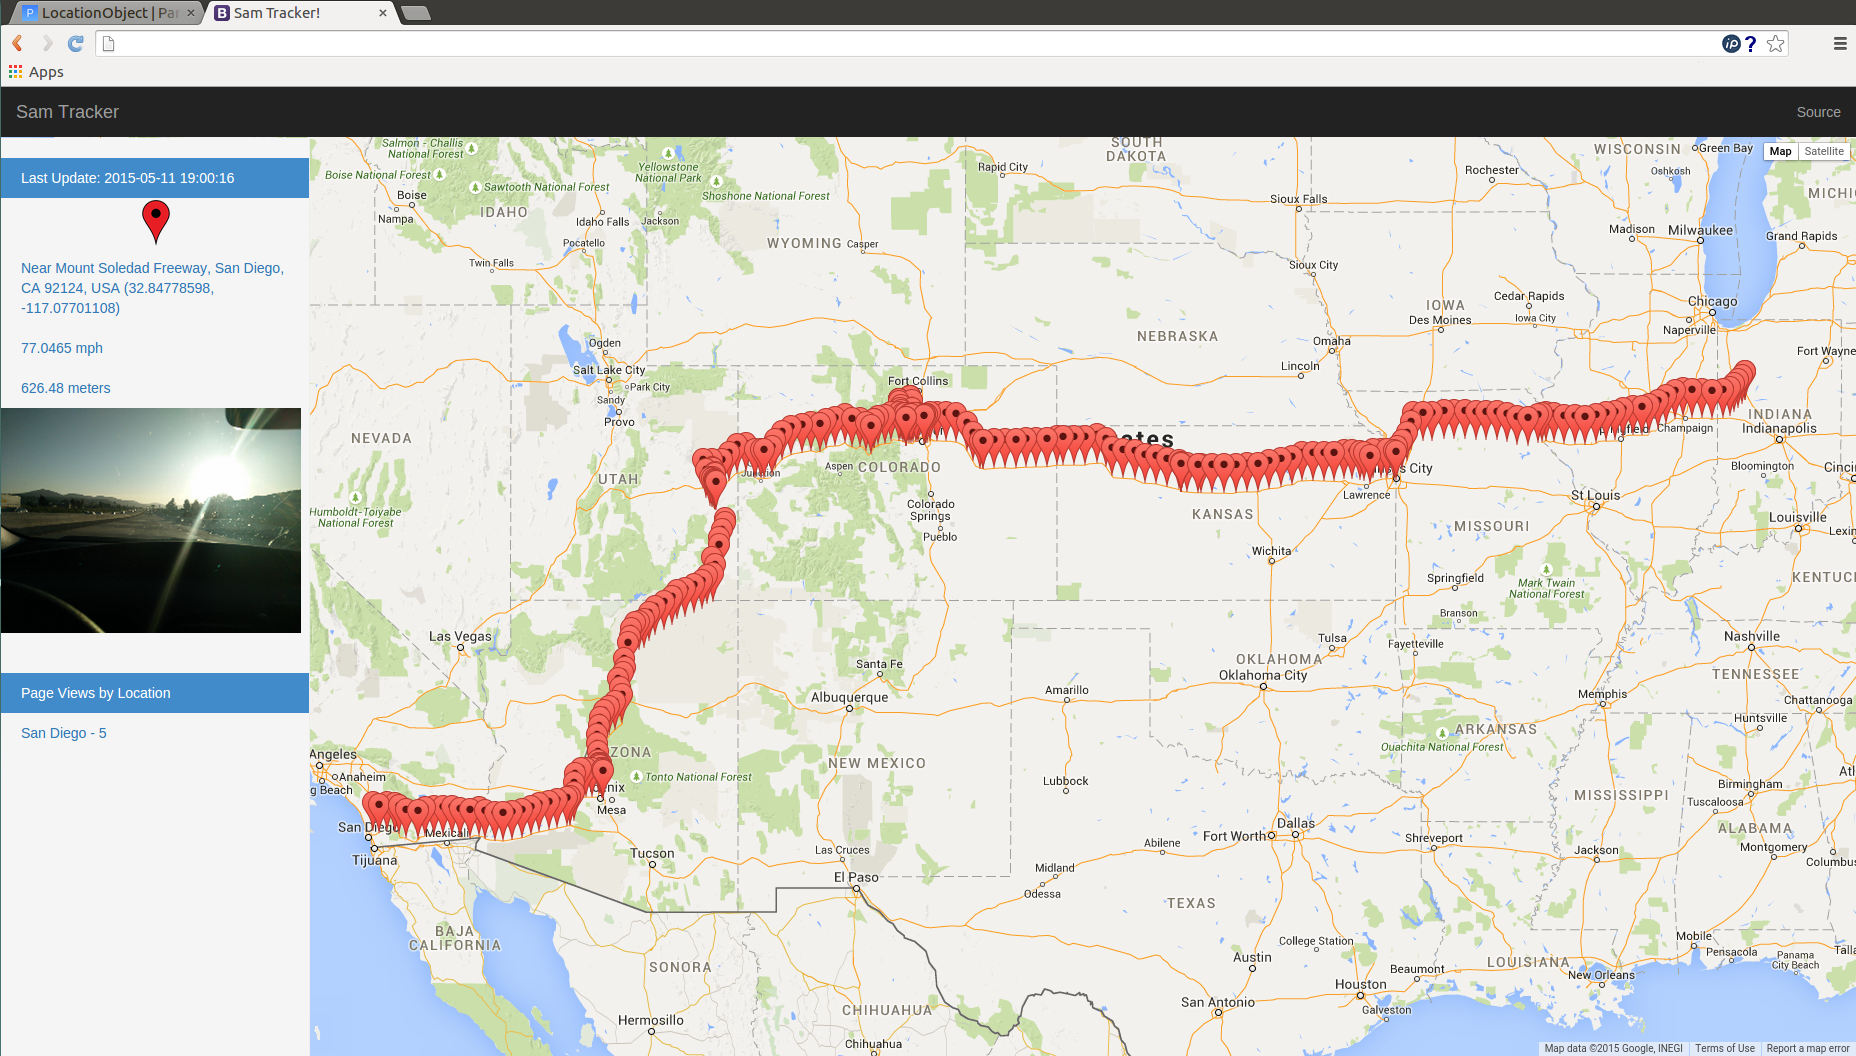 LocationObject | Par
Sam Tracker!
Apps
Sam Tracker
Source
Last Update: 2015-05-11 19:00:16
Near Mount Soledad Freeway, San Diego,
CA 92124, USA (32.84778598,
-117.07701108)
77.0465 mph
626.48 meters
Page Views by Location
San Diego - 5
Map
Satellite
Salmon - Challis
National Forest
Boise National Forest
Sawtooth National Forest
Yellowstone
National Park
Shoshone National Forest
Boise
Nampa
IDAHO
Idaho Falls
Jackson
Pocatello
Twin Falls
WYOMING
Casper
SOUTH
DAKOTA
Rapid City
Sioux Falls
Rochester
WISCONSIN
Green Bay
Oshkosh
MICHI
Madison
Milwaukee
Grand Rapids
Sioux City
IOWA
Des Moines
Cedar Rapids
Iowa City
Chicago
Naperville
Fort Wayne
NEBRASKA
Omaha
Lincoln
Ogden
Salt Lake City
Park City
Sandy
Provo
Fort Collins
NEVADA
UTAH
Humboldt-Toiyabe
National Forest
Aspen
COLORADO
Colorado
Springs
Pueblo
tes
KANSAS
Wichita
City
Lawrence
MISSOURI
St Louis
Champaign
INDIANA
Indianapolis
Bloomington
Cinci
Louisville
Lexin
KENTUC
Springfield
Mark Twain
National Forest
Branson
Las Vegas
Santa Fe
Albuquerque
Amarillo
Tulsa
Fayetteville
OKLAHOMA
Oklahoma City
Nashville
TENNESSEE
Memphis
Chattanooga
Huntsville
ARKANSAS
Ouachita National Forest
Angeles
Anaheim
g Beach
ZONA
Tonto National Forest
nix
Mesa
NEW MEXICO
Lubbock
San Diego
Mexicali
Tijuana
Tucson
Las Cruces
El Paso
Midland
Odessa
Abilene
Fort Worth
Dallas
Shreveport
MISSISSIPPI
Jackson
Birmingham
Atl
Tuscaloosa
ALABAMA
Montgomery
Columbus
TEXAS
BAJA
CALIFORNIA
SONORA
Hermosillo
CHIHUAHUA
Chihuahua
College Station
Austin
San Antonio
Houston
Beaumont
Galveston
LOUISIANA
New Orleans
Mobile
Pensacola
Panama
City Beach
Talla
Map data ©2015 Google, INEGI
Terms of Use
Report a map error